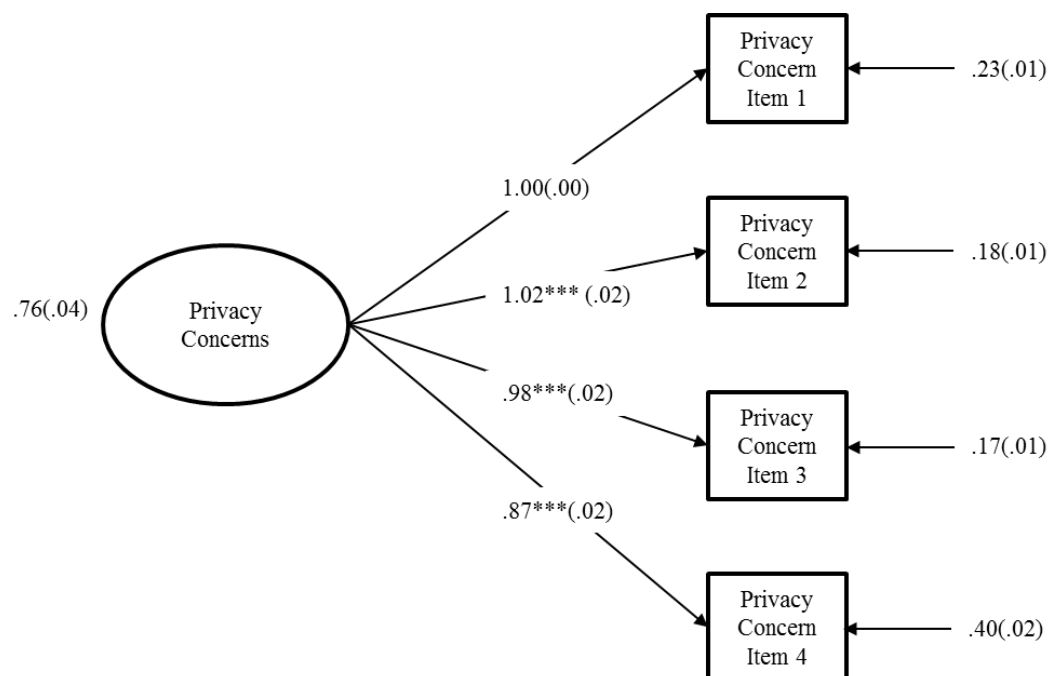 Privacy
Concern
Item 1
.23(.01)
1.00(.00)
Privacy
Concern
Item 2
.18(.01)
1.02*** (.02)
.76(.04)
Privacy
Concerns
.98***(.02)
Privacy
Concern
Item 3
.17(.01)
.87***(.02)
Privacy
Concern
Item 4
.40(.02)